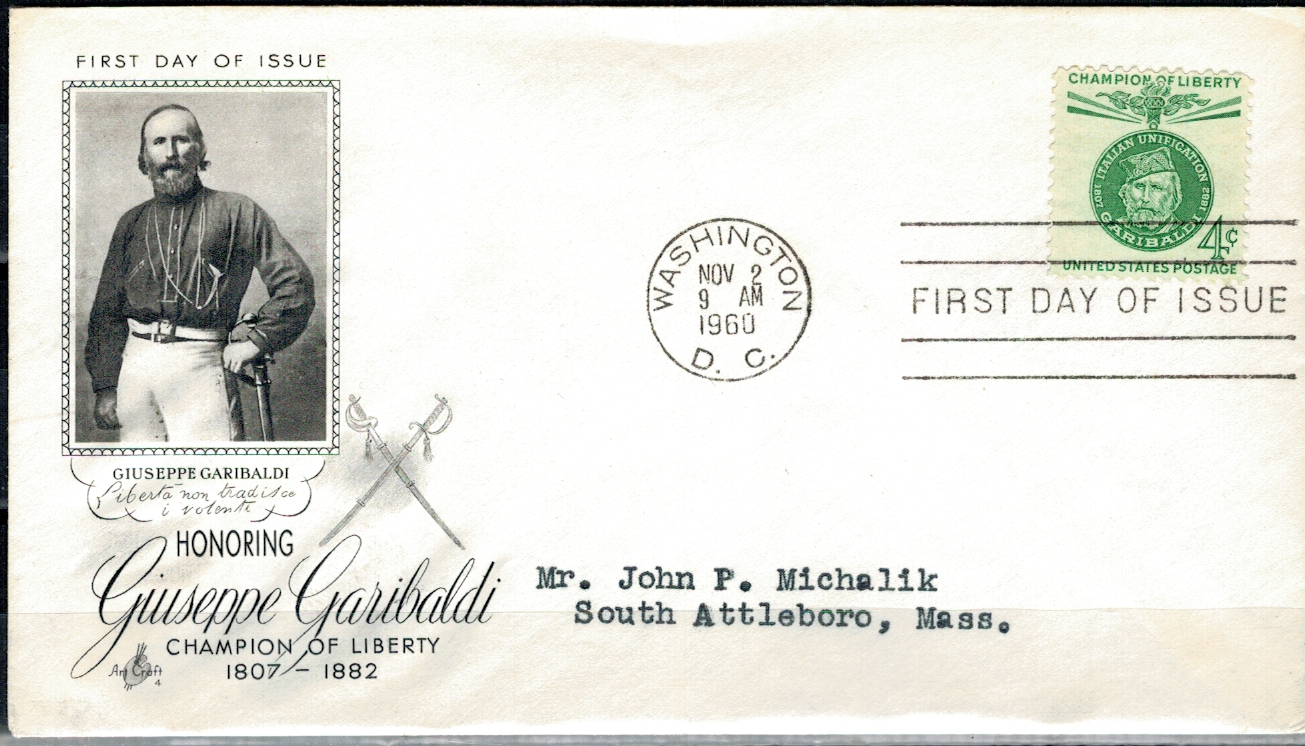 FIRST DAY OF ISSUE
GIUSEPPE GARIBALDI
Libertà non tradisce
i volenti
HONORING
Giuseppe Garibaldi
CHAMPION OF LIBERTY
1807 – 1882
Art Craft
4
WASHINGTON
NOV 2
9 AM
1960
D. C.
CHAMPION OF LIBERTY
ITALIAN UNIFICATION
1807
1882
GARIBALDI
4¢
UNITED STATES POSTAGE
FIRST DAY OF ISSUE
Mr. John P. Michalik
South Attleboro, Mass.